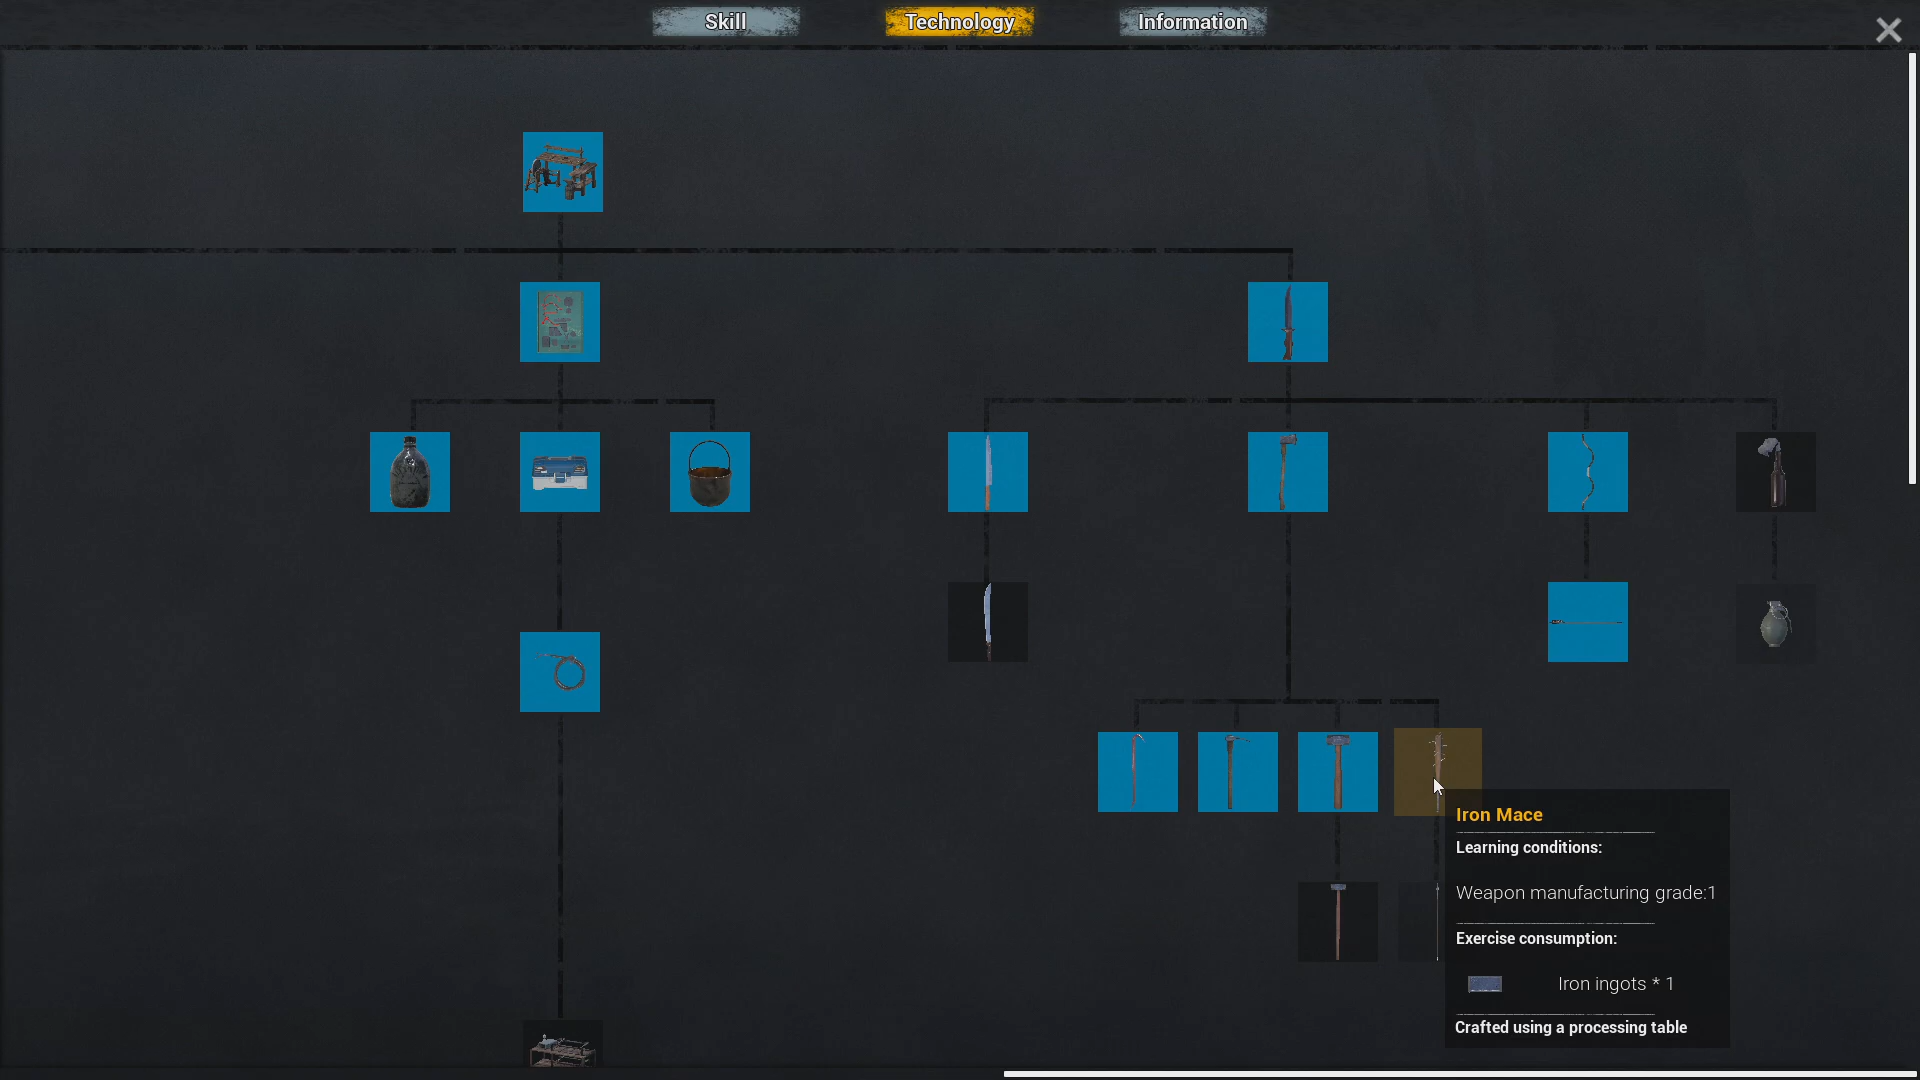 Skill
Technology
Information
Iron Mace
Learning conditions:
Weapon manufacturing grade:1
Exercise consumption:
Iron ingots * 1
Crafted using a processing table